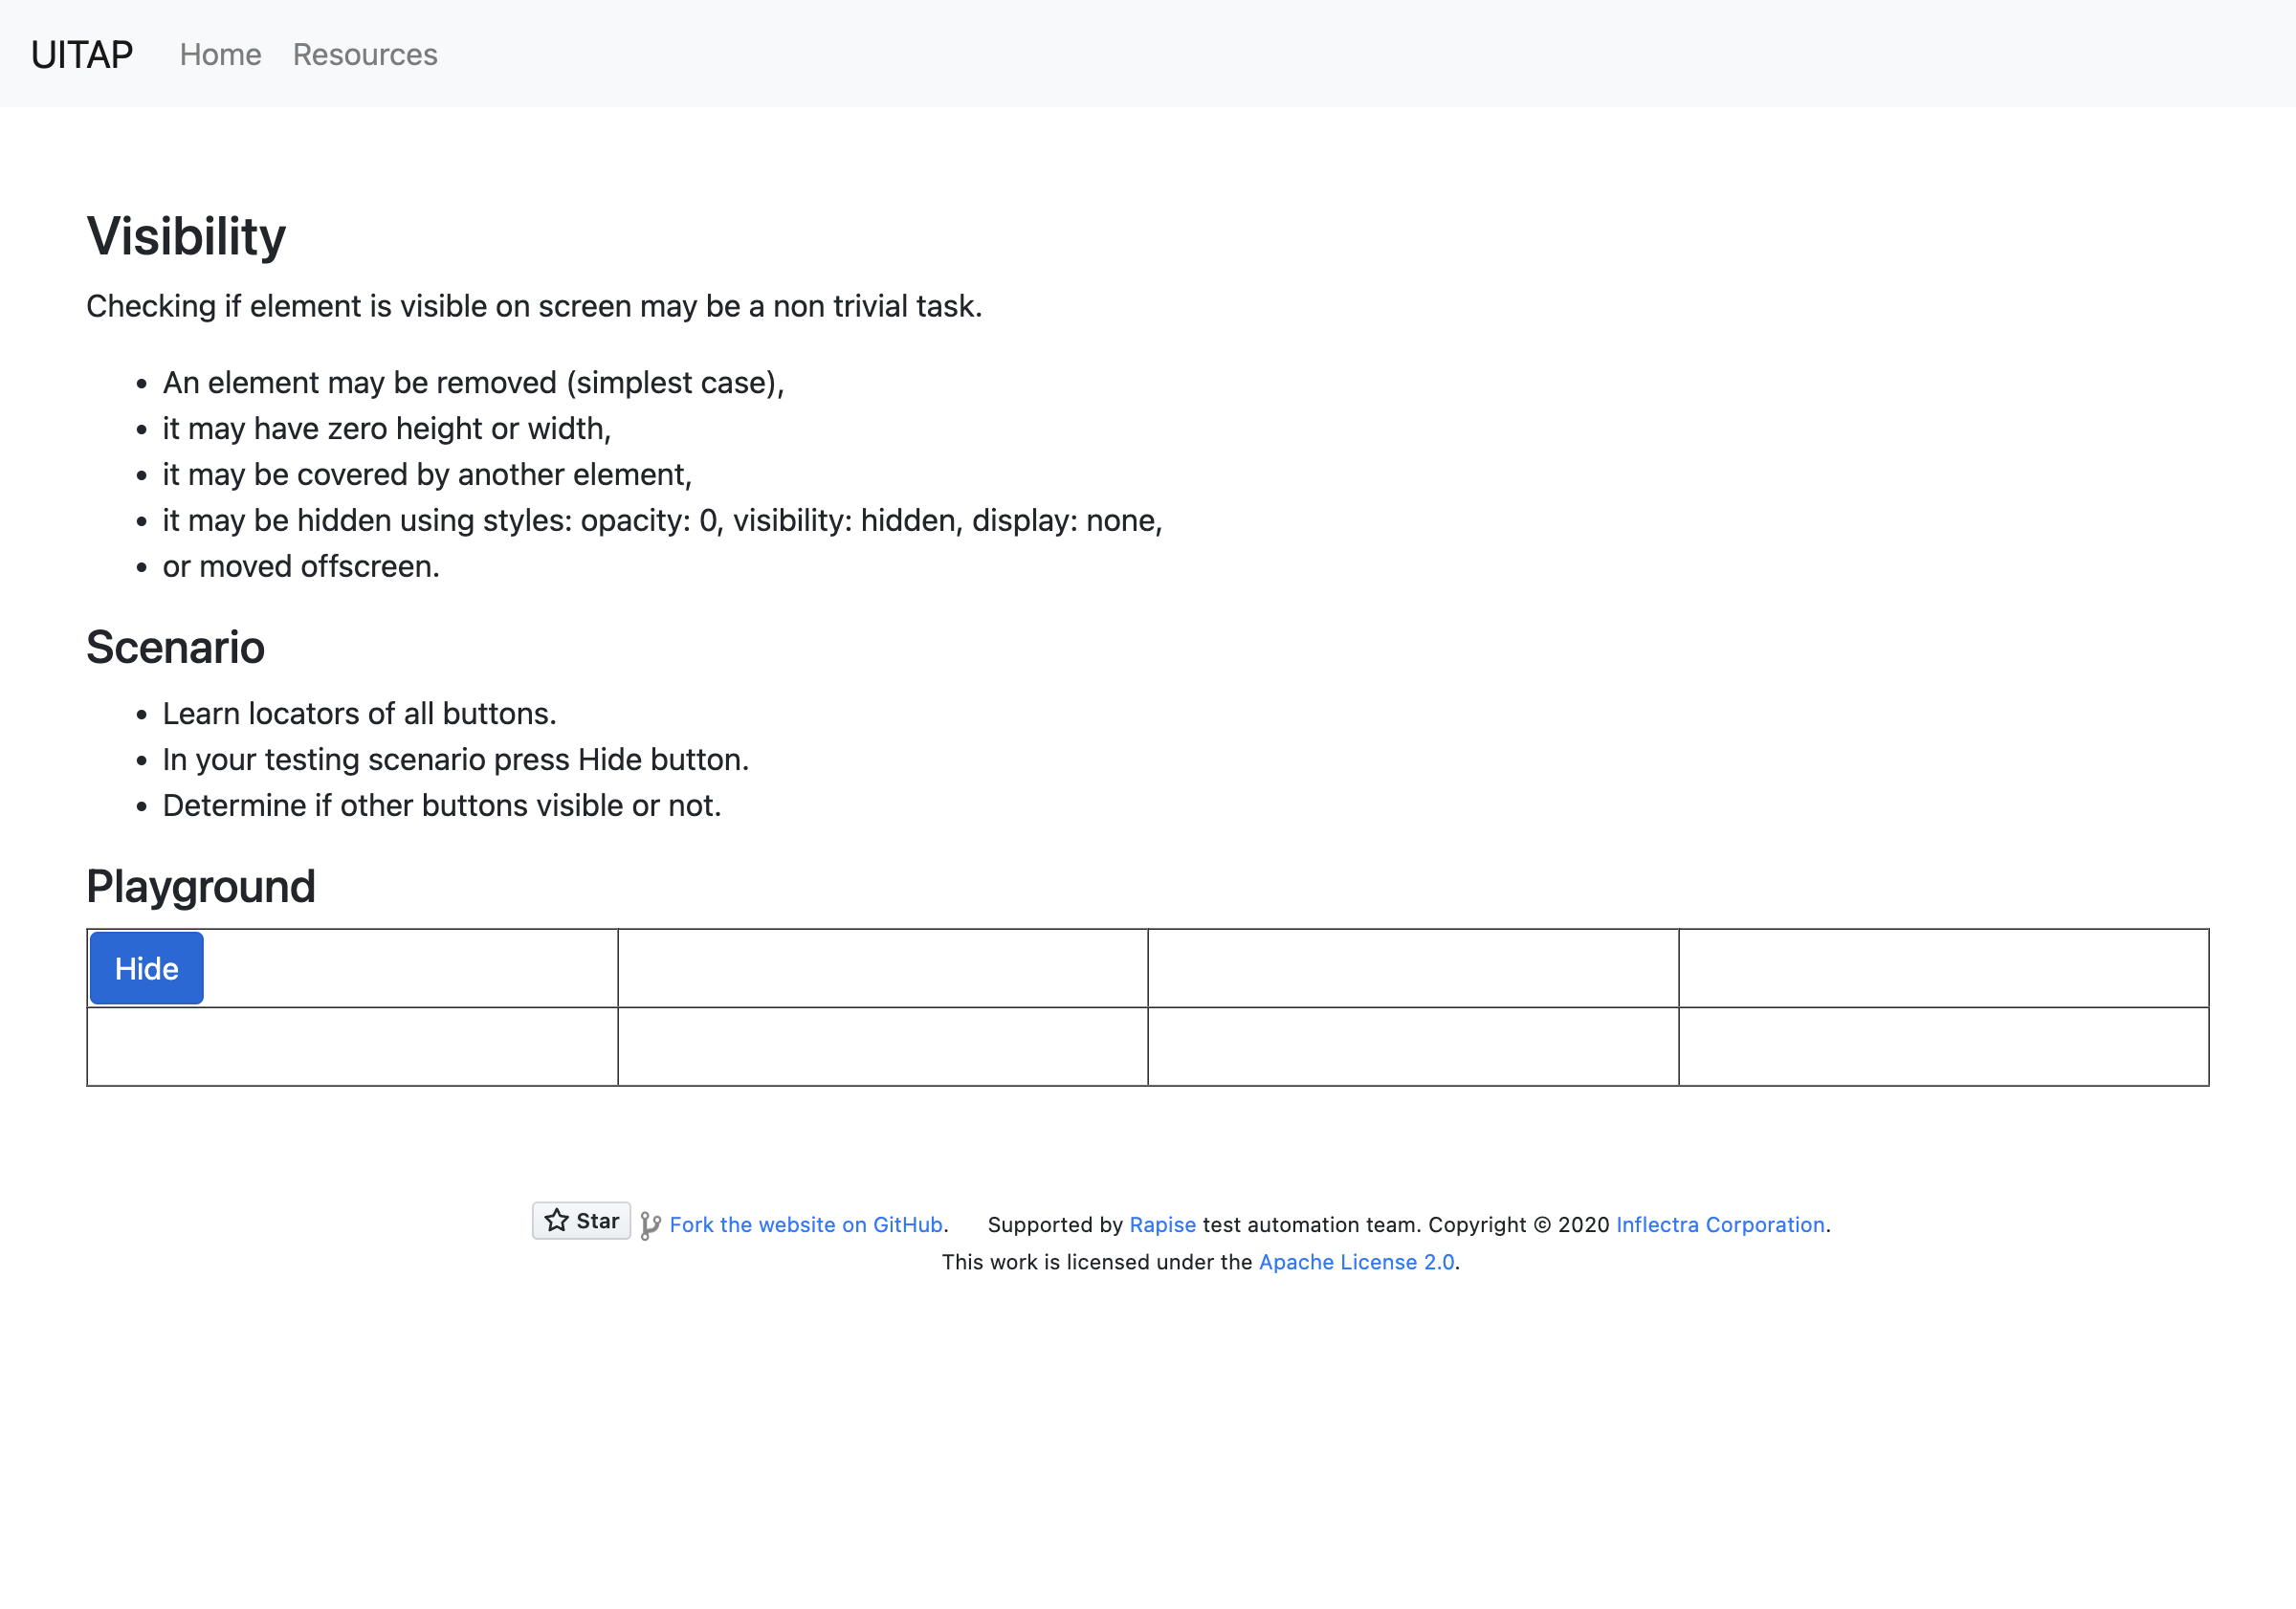 UITAP Home Resources
Visibility
Checking if element is visible on screen may be a non trivial task.
• An element may be removed (simplest case),
• it may have zero height or width,
• it may be covered by another element,
• it may be hidden using styles: opacity: 0, visibility: hidden, display: none,
• or moved offscreen.
Scenario
• Learn locators of all buttons.
• In your testing scenario press Hide button.
• Determine if other buttons visible or not.
Playground
Hide
Star Fork the website on GitHub. Supported by Rapise test automation team. Copyright © 2020 Inflectra Corporation.
This work is licensed under the Apache License 2.0.